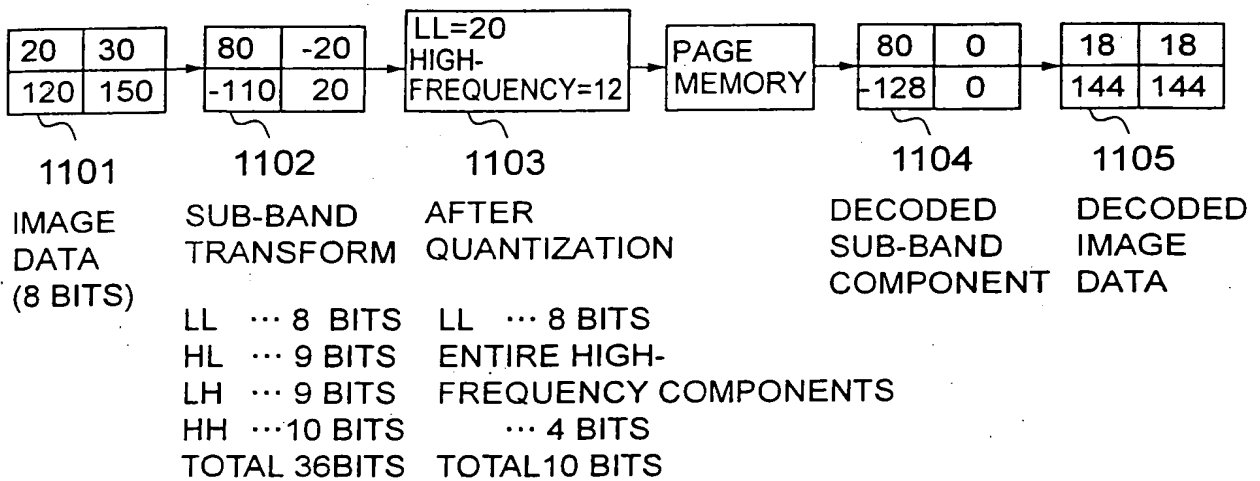 20 30
120 150
80 -20
-110 20
LL=20
HIGH-
FREQUENCY=12
PAGE
MEMORY
80 0
-128 0
18 18
144 144
1101
IMAGE
DATA
(8 BITS)
1102
SUB-BAND
TRANSFORM
LL ··· 8 BITS
HL ··· 9 BITS
LH ··· 9 BITS
HH ···10 BITS
TOTAL 36BITS
1103
AFTER
QUANTIZATION
LL ··· 8 BITS
ENTIRE HIGH-
FREQUENCY COMPONENTS
··· 4 BITS
TOTAL10 BITS
1104
DECODED
SUB-BAND
COMPONENT
1105
DECODED
IMAGE
DATA